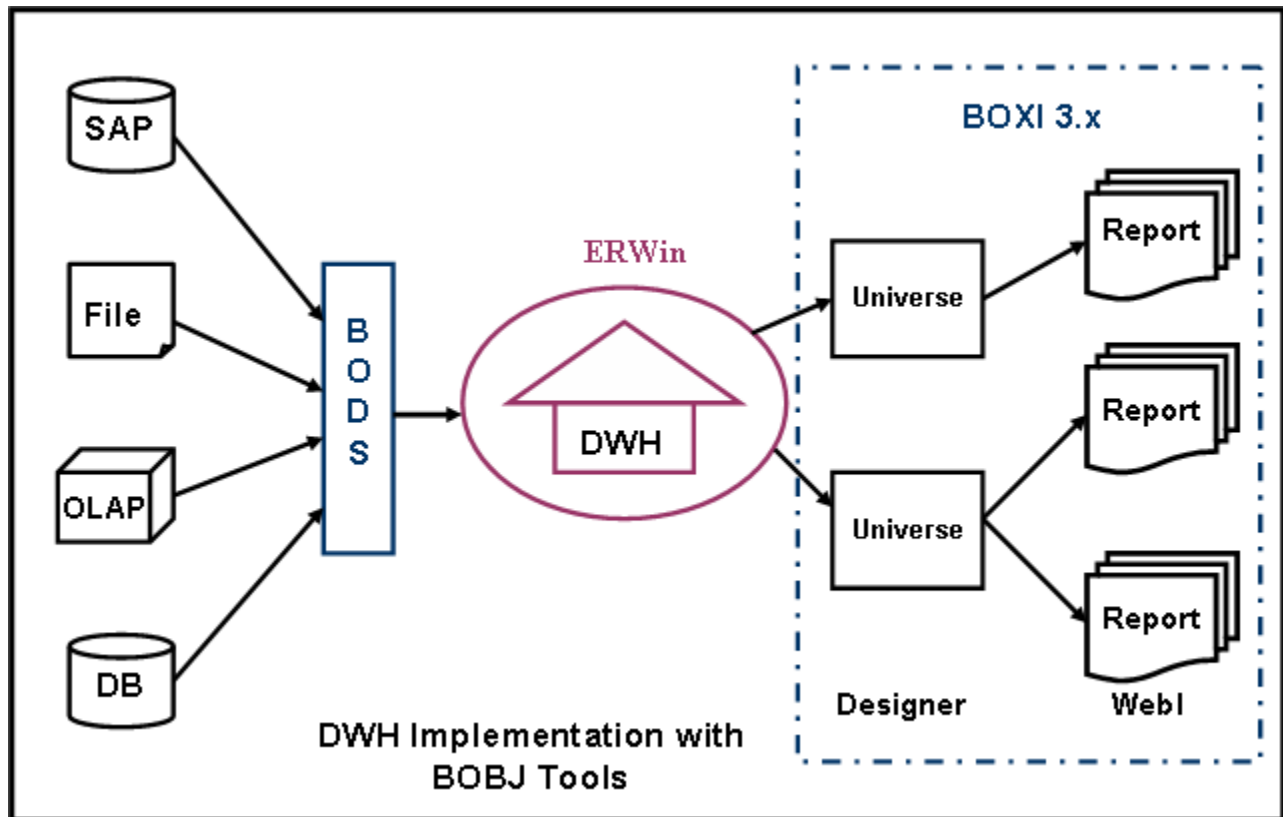 SAP
File
OLAP
DB
B
O
D
S
ERWin
DWH
BOXI 3.x
Universe
Report
Universe
Report
Report
Designer
WebI
DWH Implementation with
BOBJ Tools